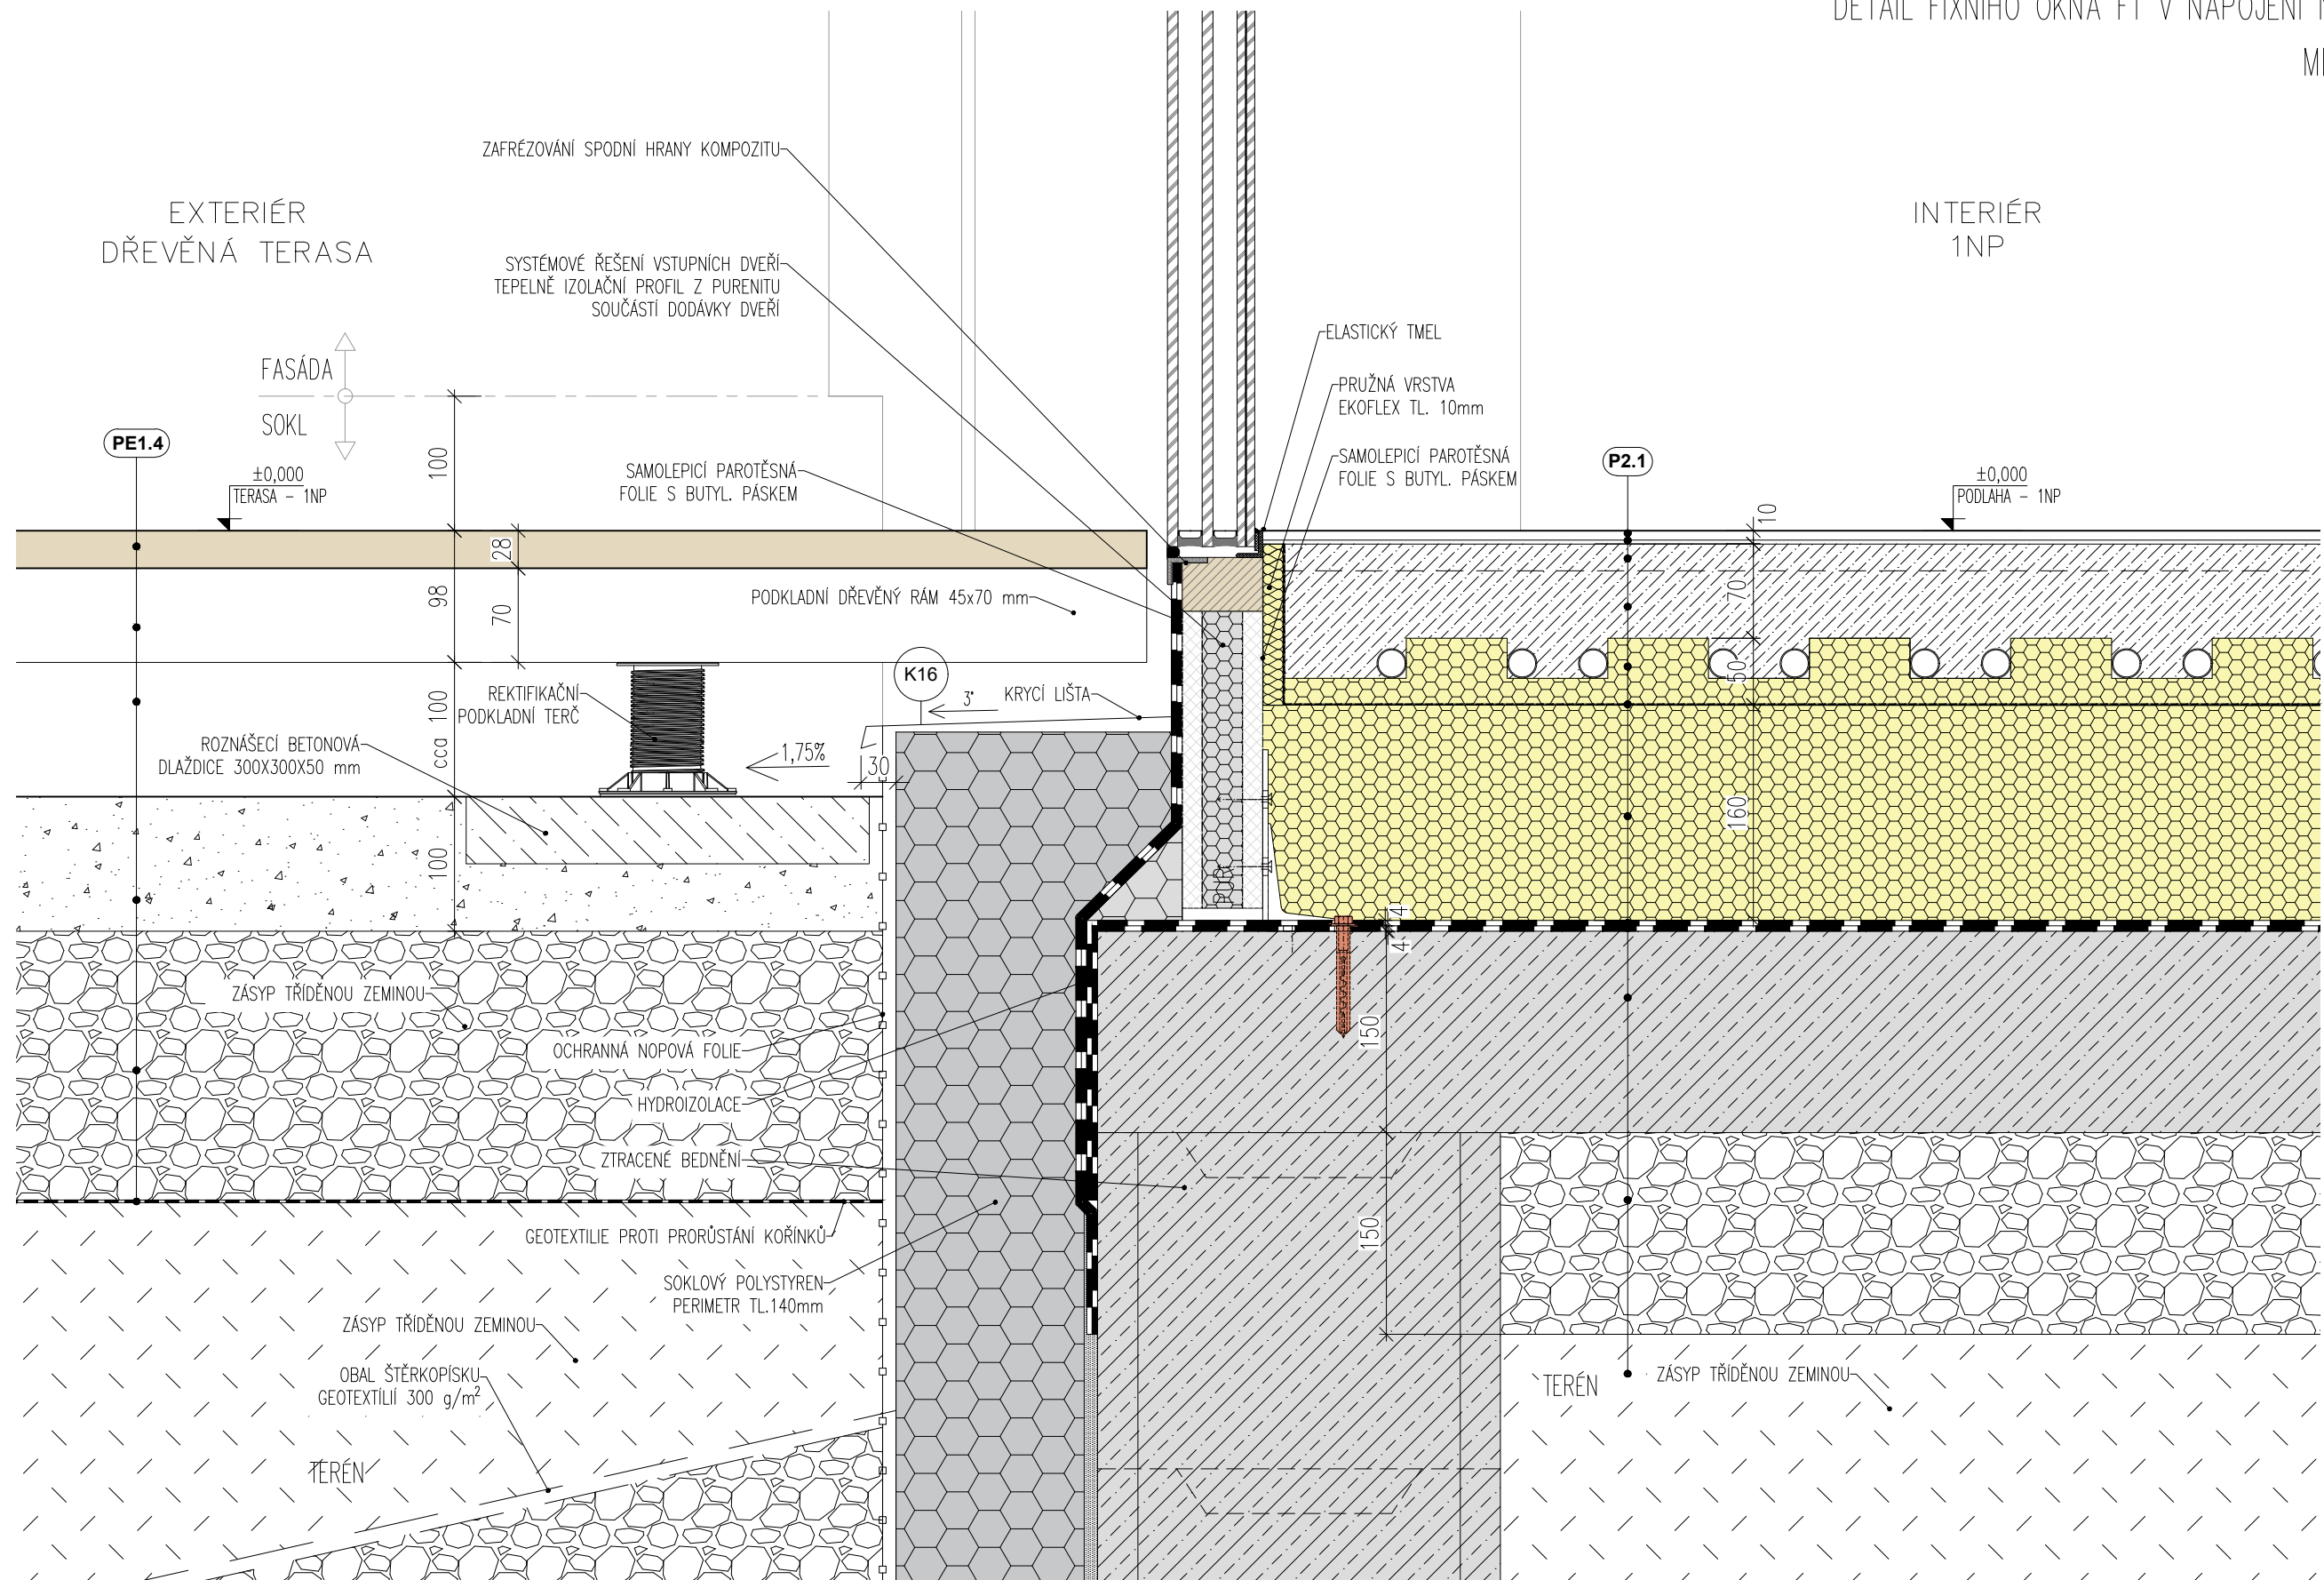 DETAIL FIXNÍHO OKNA F1 V NAPOJENÍ
ZAFRÉZOVÁNÍ SPODNÍ HRANY KOMPOZITU
EXTERIÉR
DŘEVĚNÁ TERASA
INTERIÉR
1NP
SYSTÉMOVÉ ŘEŠENÍ VSTUPNÍCH DVEŘÍ
TEPELNĚ IZOLAČNÍ PROFIL Z PURENITU
SOUČÁSTÍ DODÁVKY DVEŘÍ
ELASTICKÝ TMEL
FASÁDA
SOKL
PRUŽNÁ VRSTVA
EKOFLEX TL. 10mm
PE1.4
100
SAMOLEPICÍ PAROTĚSNÁ
FOLIE S BUTYL. PÁSKEM
SAMOLEPICÍ PAROTĚSNÁ
FOLIE S BUTYL. PÁSKEM
P2.1
±0,000
TERASA – 1NP
±0,000
PODLAHA – 1NP
10
28
98
70
PODKLADNÍ DŘEVĚNÝ RÁM 45x70 mm
70
50
K16
REKTIFIKAČNÍ
PODKLADNÍ TERČ
3°
KRYCÍ LIŠTA
cca 100
ROZNÁŠECÍ BETONOVÁ
DLAŽDICE 300X300X50 mm
1,75%
30
160
100
4
4
ZÁSYP TŘÍDĚNOU ZEMINOU
150
OCHRANNÁ NOPOVÁ FOLIE
HYDROIZOLACE
ZTRACENÉ BEDNĚNÍ
GEOTEXTILIE PROTI PRORŮSTÁNÍ KOŘÍNKŮ
150
SOKLOVÝ POLYSTYREN
PERIMETR TL.140mm
ZÁSYP TŘÍDĚNOU ZEMINOU
OBAL ŠTĚRKOPÍSKU
GEOTEXTÍLIÍ 300 g/m²
TERÉN
TERÉN
ZÁSYP TŘÍDĚNOU ZEMINOU